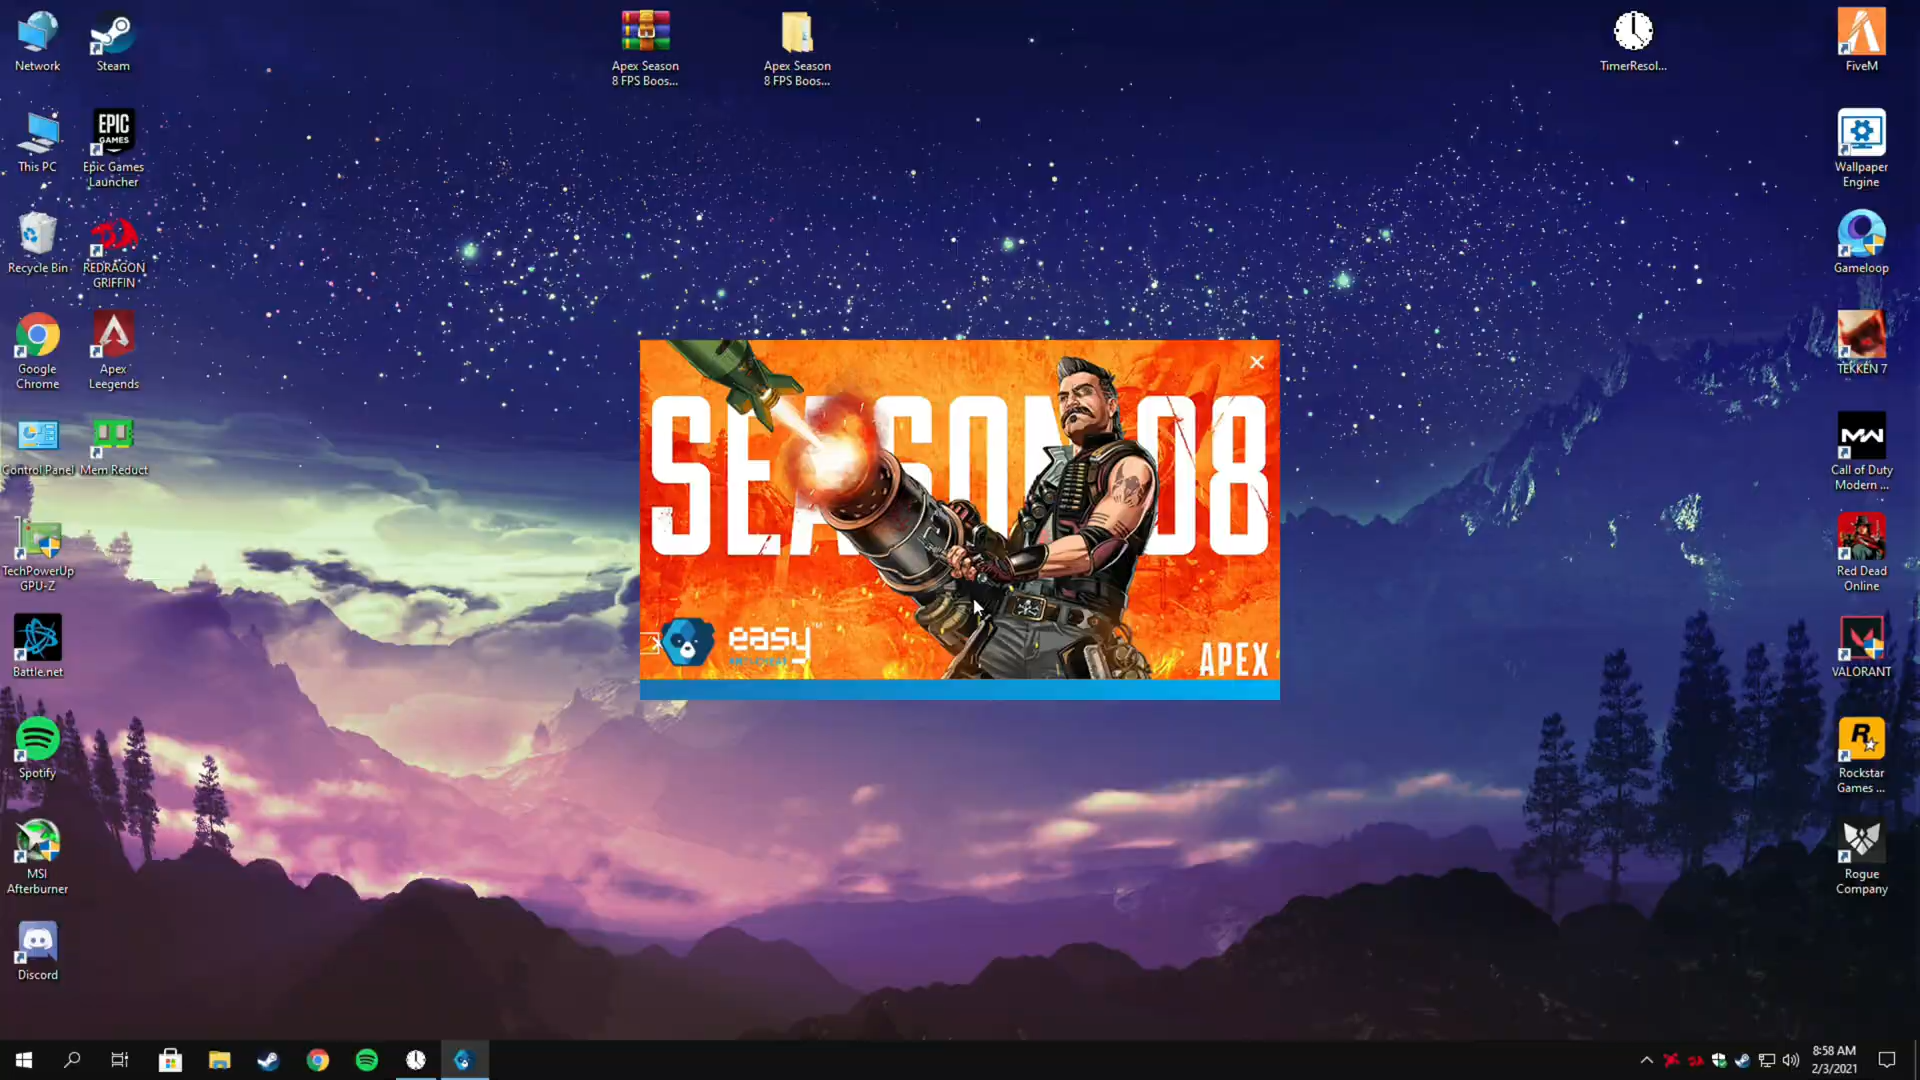 Network
Steam
Apex Season
8 FPS Boos...
Apex Season
8 FPS Boos...
TimerResol...
FiveM
This PC
EPIC
GAMES
Epic Games
Launcher
Wallpaper
Engine
Recycle Bin
REDRAGON
GRIFFIN
Gameloop
Google
Chrome
Apex
Leegends
TEKKEN 7
Control Panel
Mem Reduct
MW
Call of Duty
Modern ...
SEASON 08
TechPowerUp
GPU-Z
Red Dead
Online
Battle.net
easy™
APEX
VALORANT
Spotify
R
Rockstar
Games ...
MSI
Afterburner
Rogue
Company
Discord
8:58 AM
2/3/2021